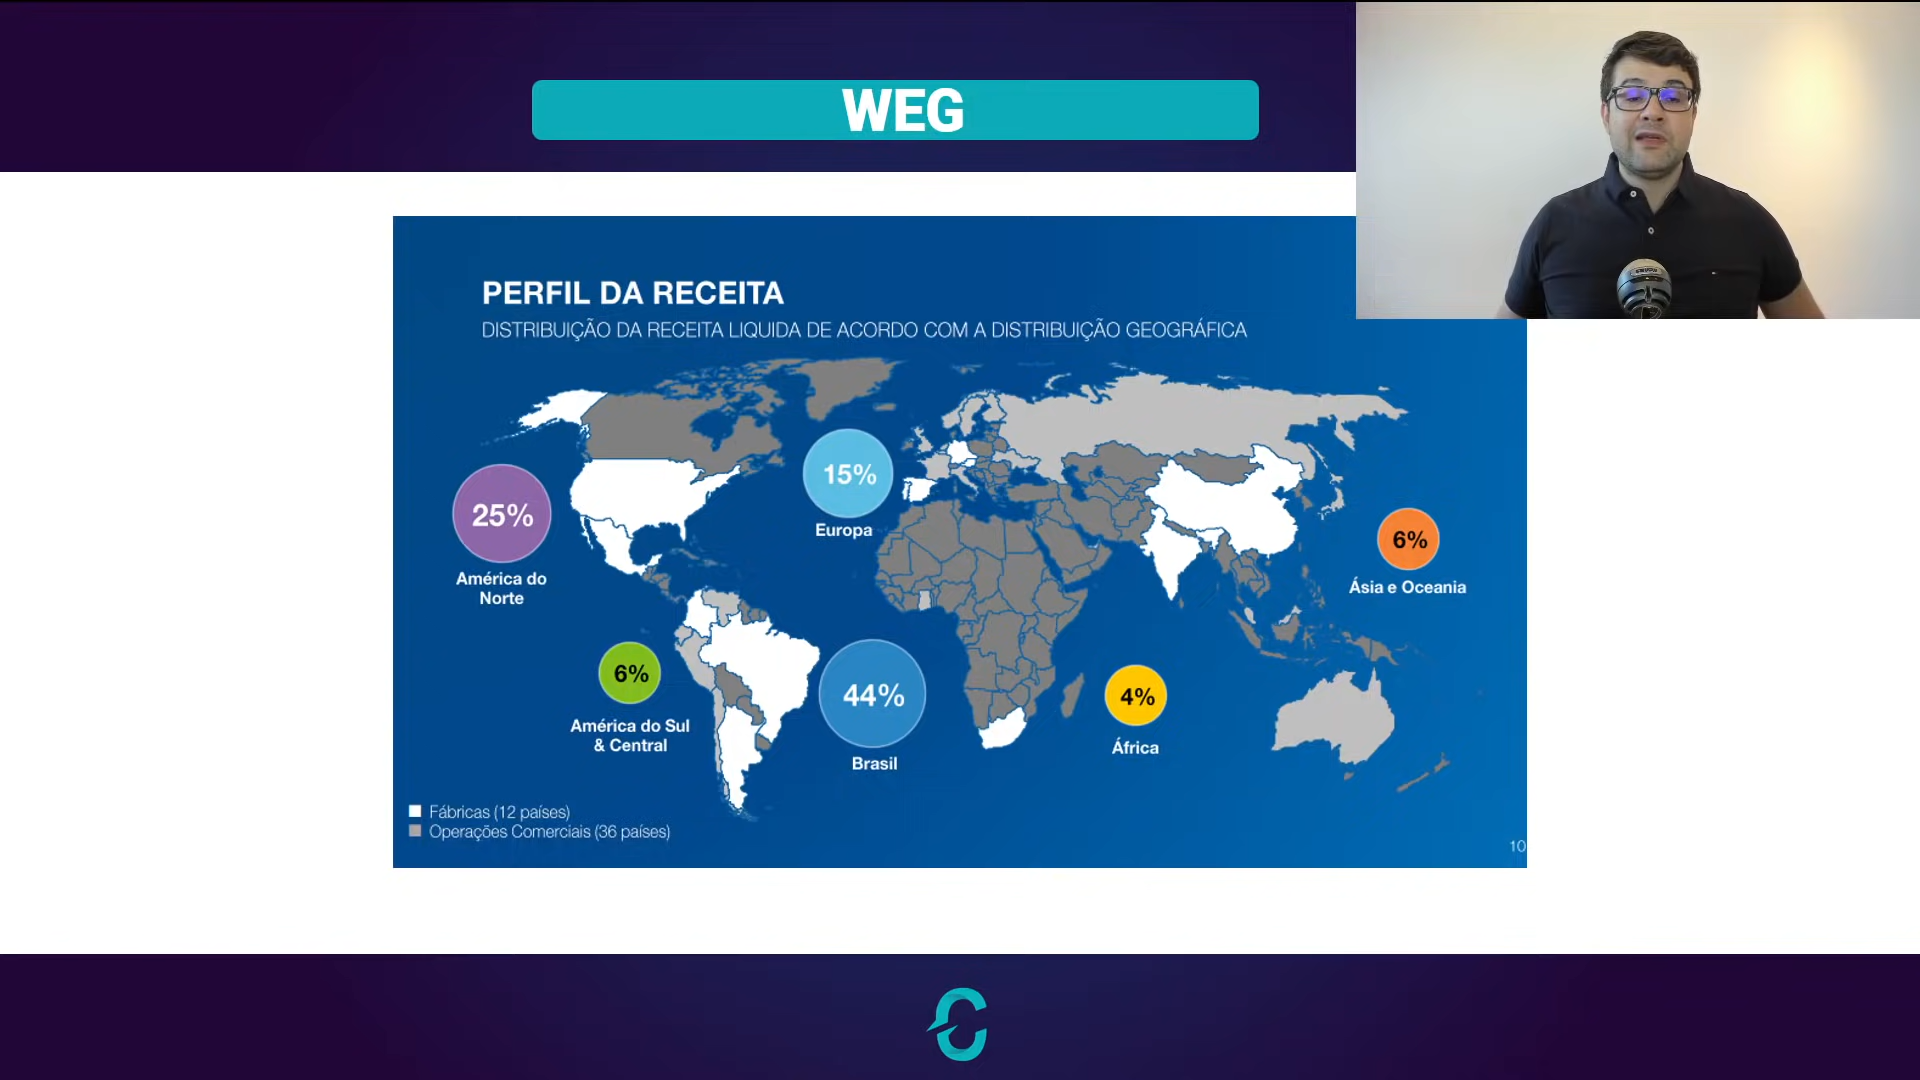 WEG
PERFIL DA RECEITA
DISTRIBUIÇÃO DA RECEITA LIQUIDA DE ACORDO COM A DISTRIBUIÇÃO GEOGRÁFICA
15%
Europa
25%
América do
Norte
6%
Ásia e Oceania
6%
América do Sul
& Central
44%
Brasil
4%
África
Fábricas (12 países)
Operações Comerciais (36 países)
10